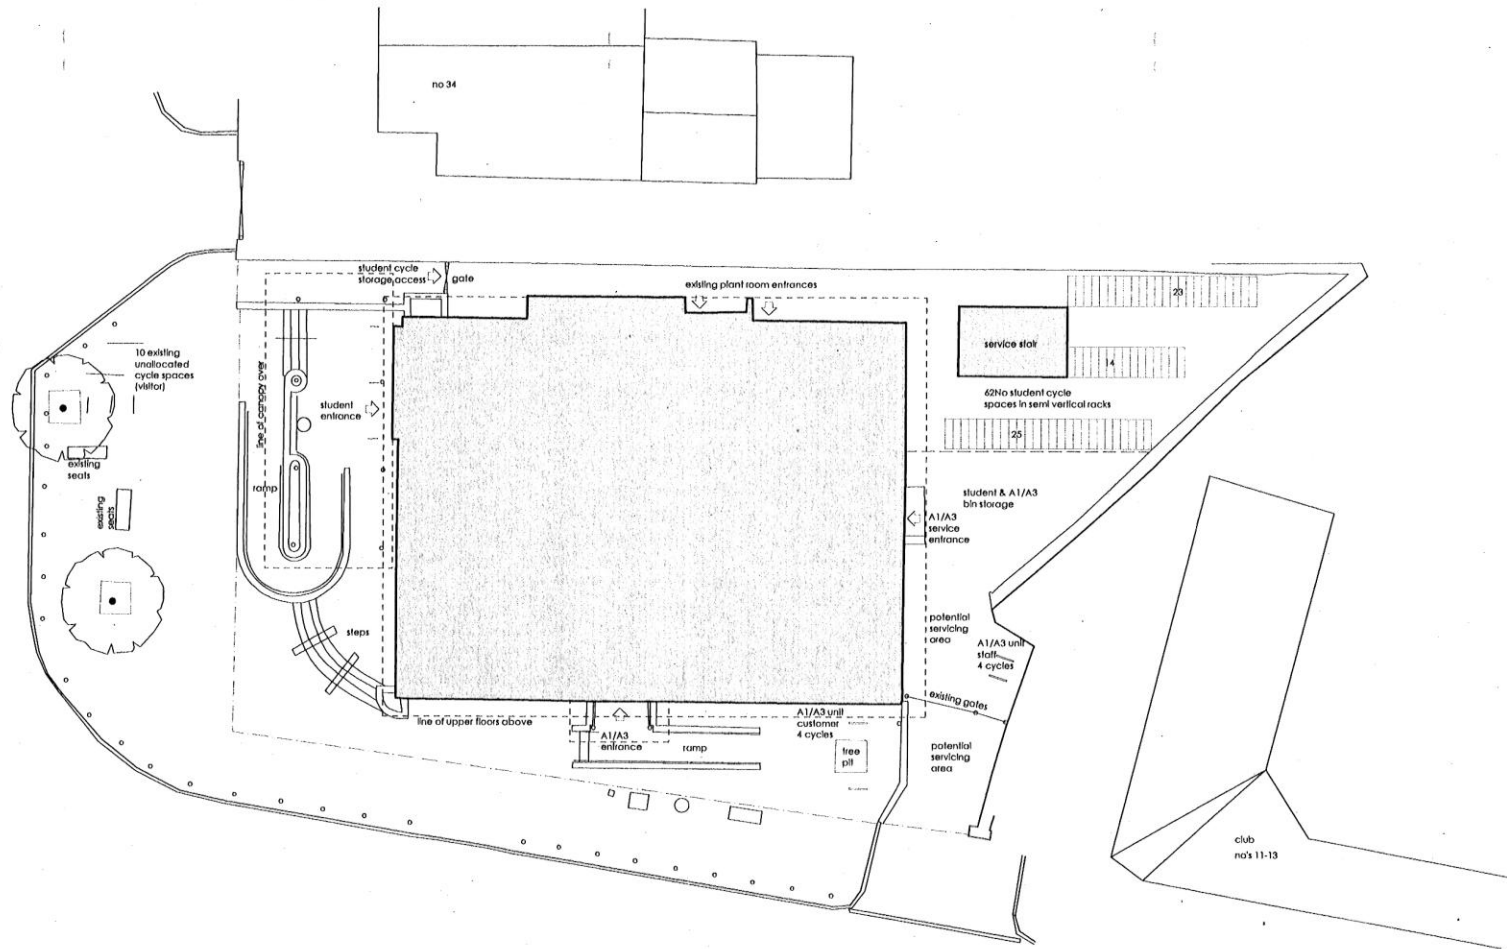 no 34
student cycle
storage access
gate
existing plant room entrances
23
10 existing
unallocated
cycle spaces
(visitor)
line of canopy over
student
entrance
service stair
14
62No student cycle
spaces in semi vertical racks
25
existing
seats
existing
seats
ramp
student & A1/A3
bin storage
A1/A3
service
entrance
steps
potential
servicing
area
A1/A3 unit
staff
4 cycles
existing gates
line of upper floors above
A1/A3
entrance
ramp
A1/A3 unit
customer
4 cycles
tree
pit
potential
servicing
area
club
no's 11-13